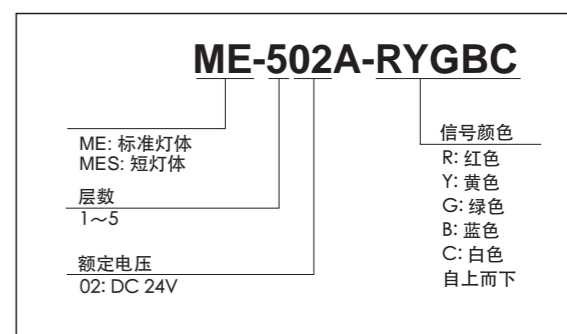 ME-502A-RYGBC
ME: 标准灯体
MES: 短灯体
层数
1～5
额定电压
02: DC 24V
信号颜色
R: 红色
Y: 黄色
G: 绿色
B: 蓝色
C: 白色
自上而下